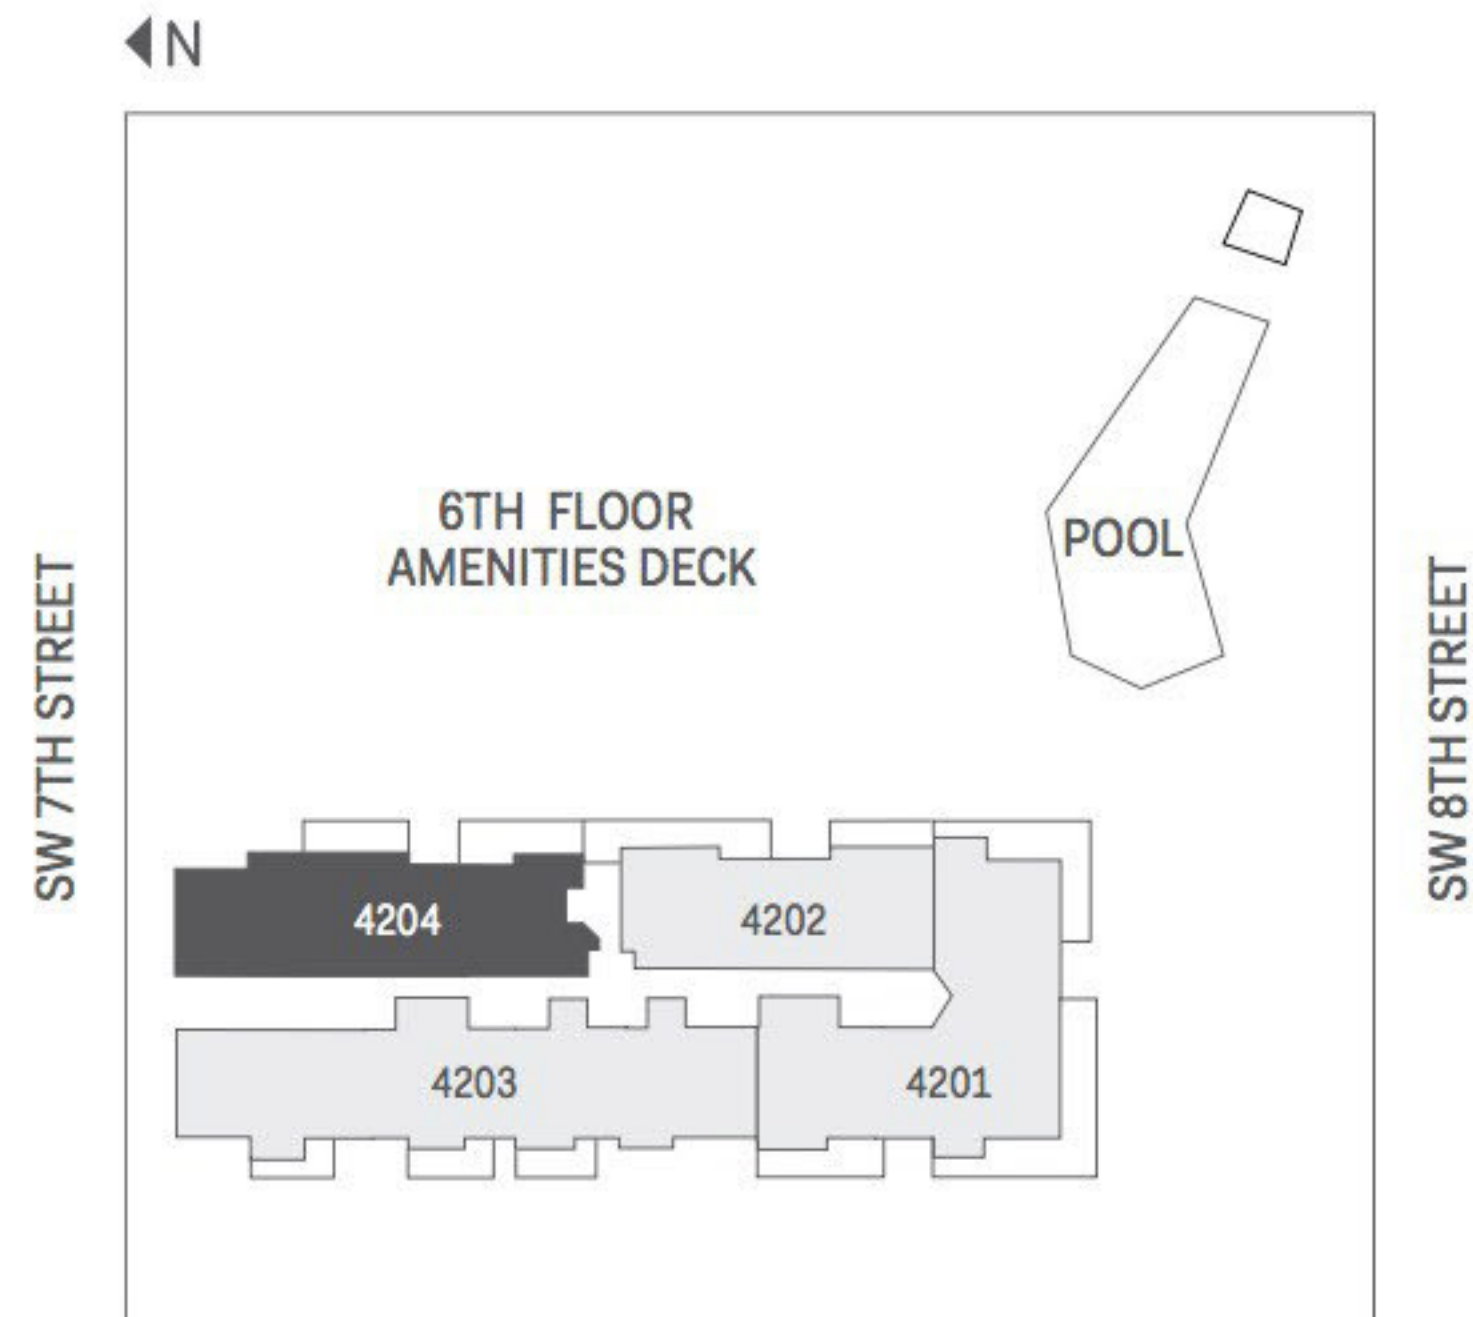 N
6TH FLOOR
AMENITIES DECK
POOL
SW 7TH STREET
SW 8TH STREET
4204
4202
4203
4201